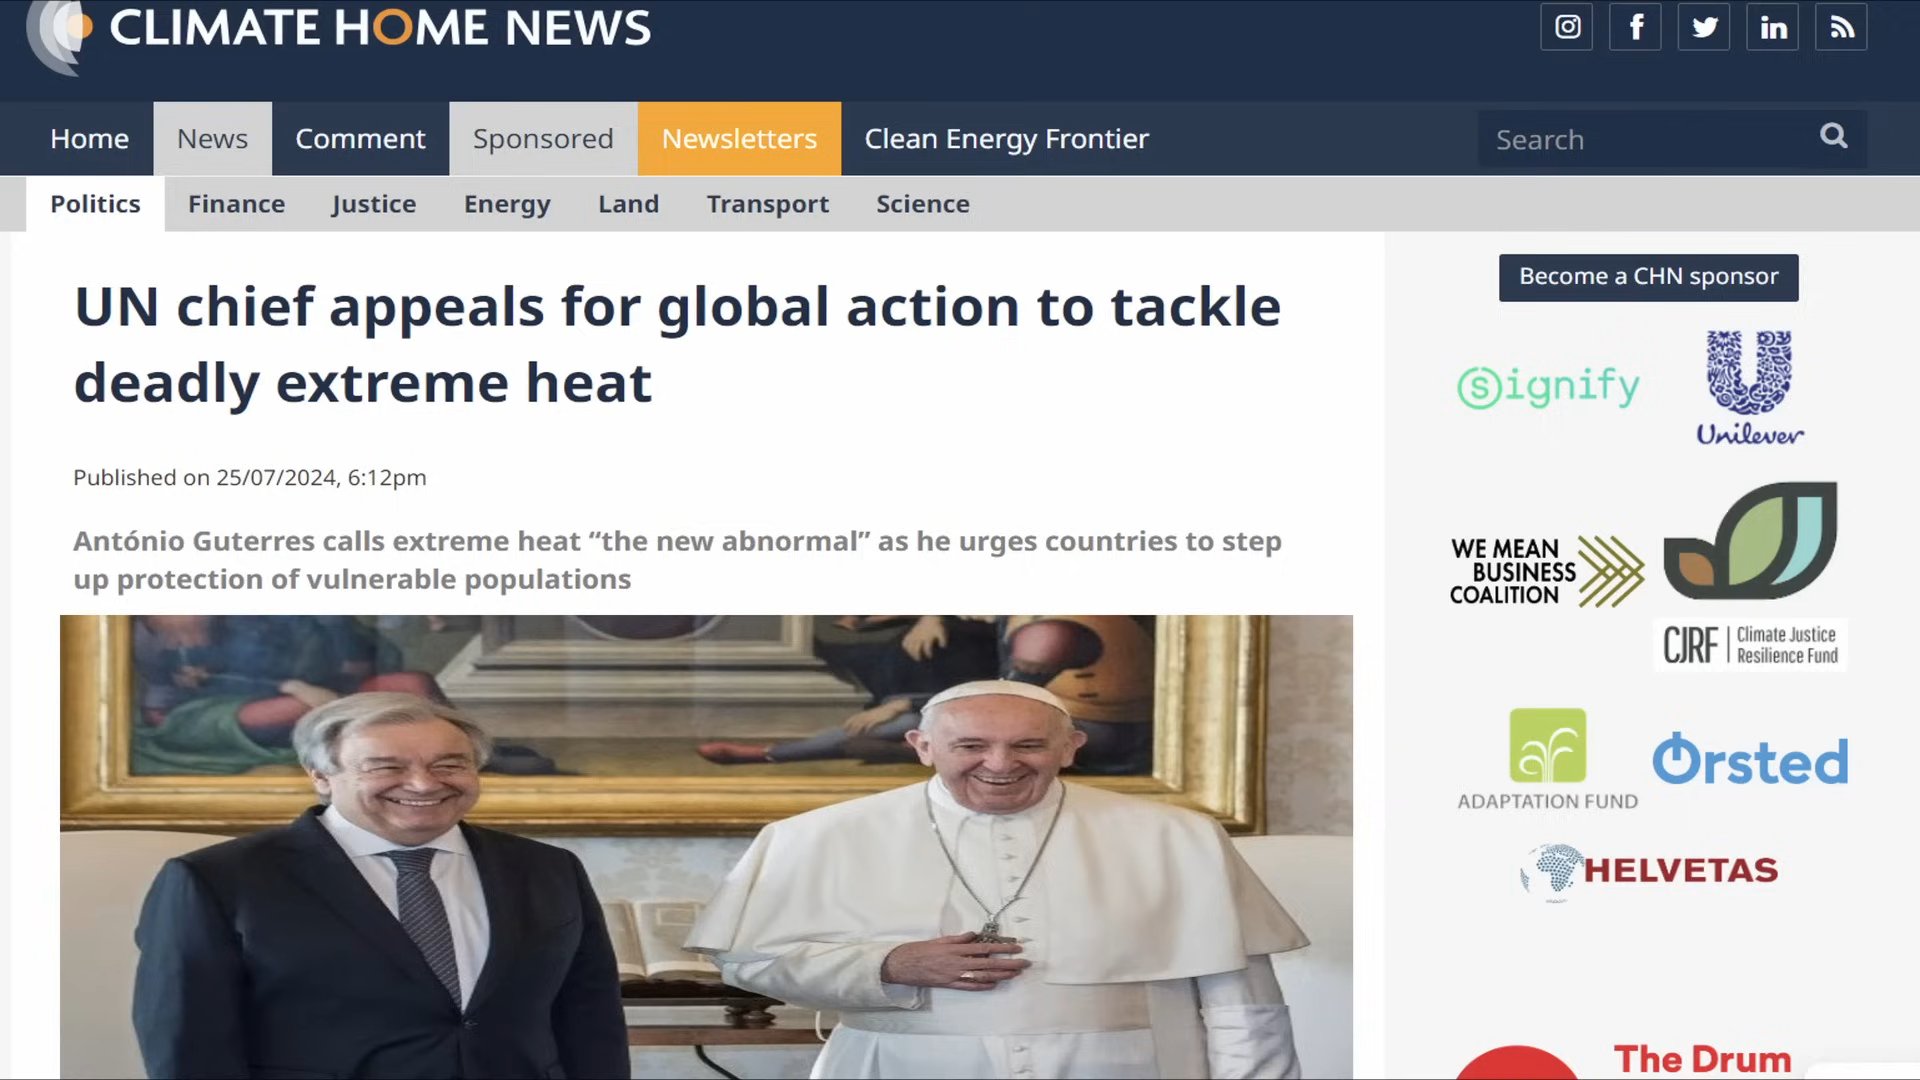 CLIMATE HOME NEWS
Home News Comment Sponsored Newsletters Clean Energy Frontier Search
Politics Finance Justice Energy Land Transport Science
UN chief appeals for global action to tackle
deadly extreme heat
Published on 25/07/2024, 6:12pm
António Guterres calls extreme heat “the new abnormal” as he urges countries to step
up protection of vulnerable populations
Become a CHN sponsor
Signify
Unilever
WE MEAN
BUSINESS
COALITION
CJRF Climate Justice
Resilience Fund
ADAPTATION FUND
Ørsted
HELVETAS
The Drum